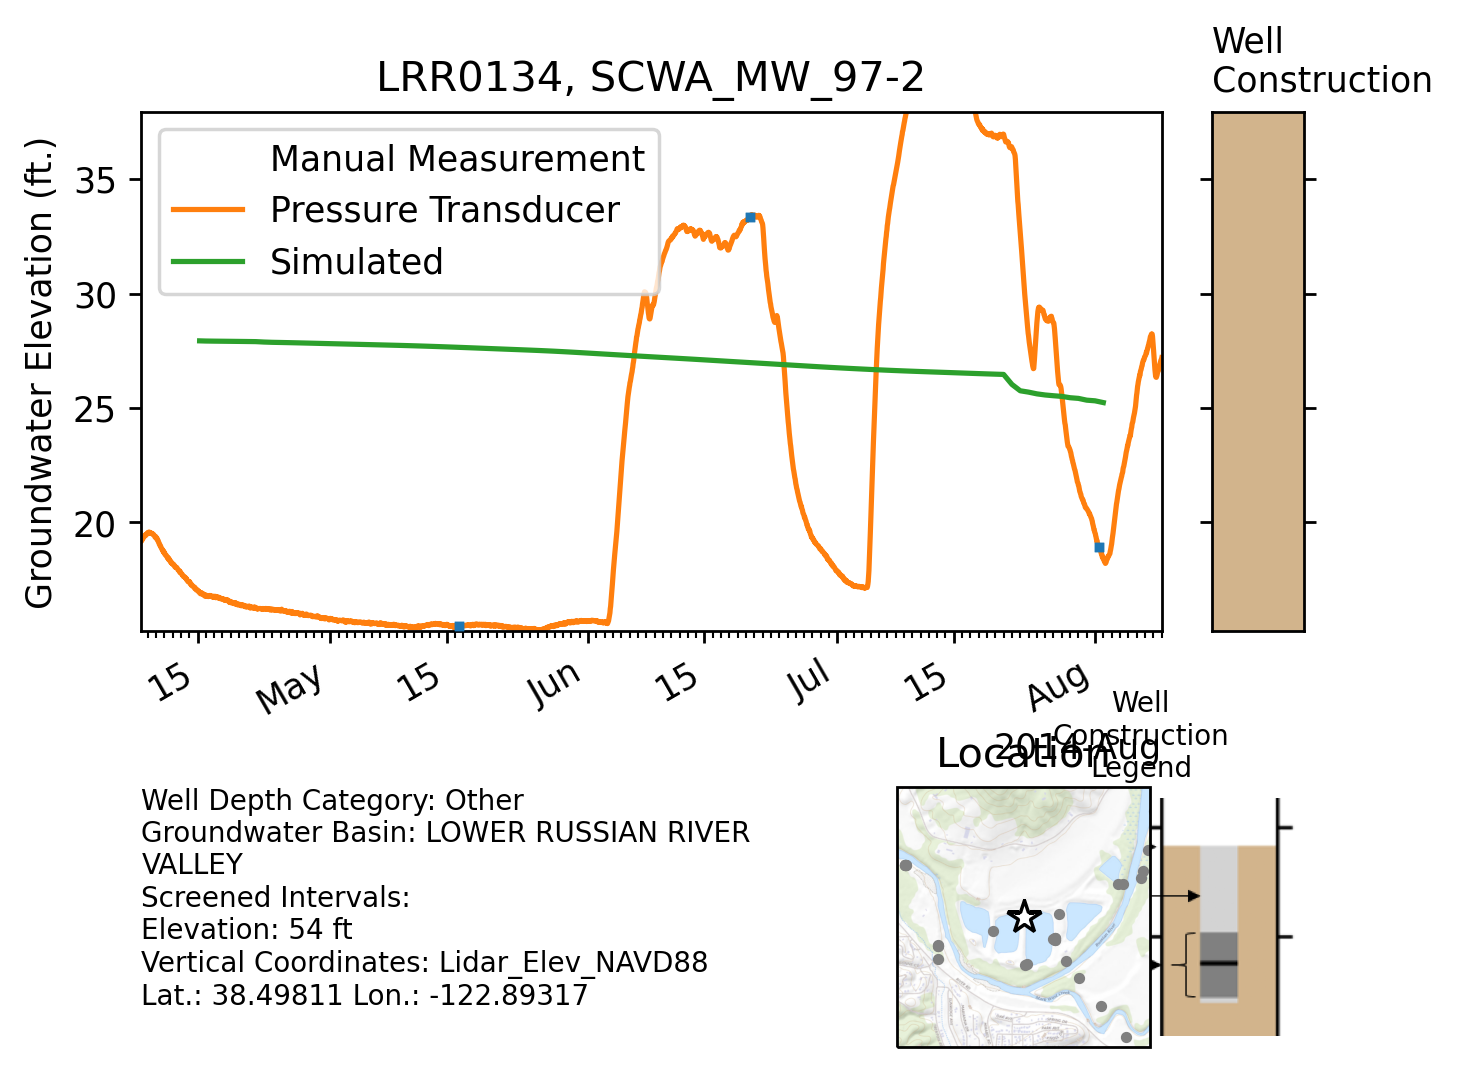 Well
Construction
LRR0134, SCWA_MW_97-2
Groundwater Elevation (ft.)
Manual Measurement
Pressure Transducer
Simulated
35
30
25
20
15
May
15
Jun
15
Jul
15
Aug
2014-Aug
Location
Well
Construction
Legend
Well Depth Category: Other
Groundwater Basin: LOWER RUSSIAN RIVER
VALLEY
Screened Intervals:
Elevation: 54 ft
Vertical Coordinates: Lidar_Elev_NAVD88
Lat.: 38.49811 Lon.: -122.89317